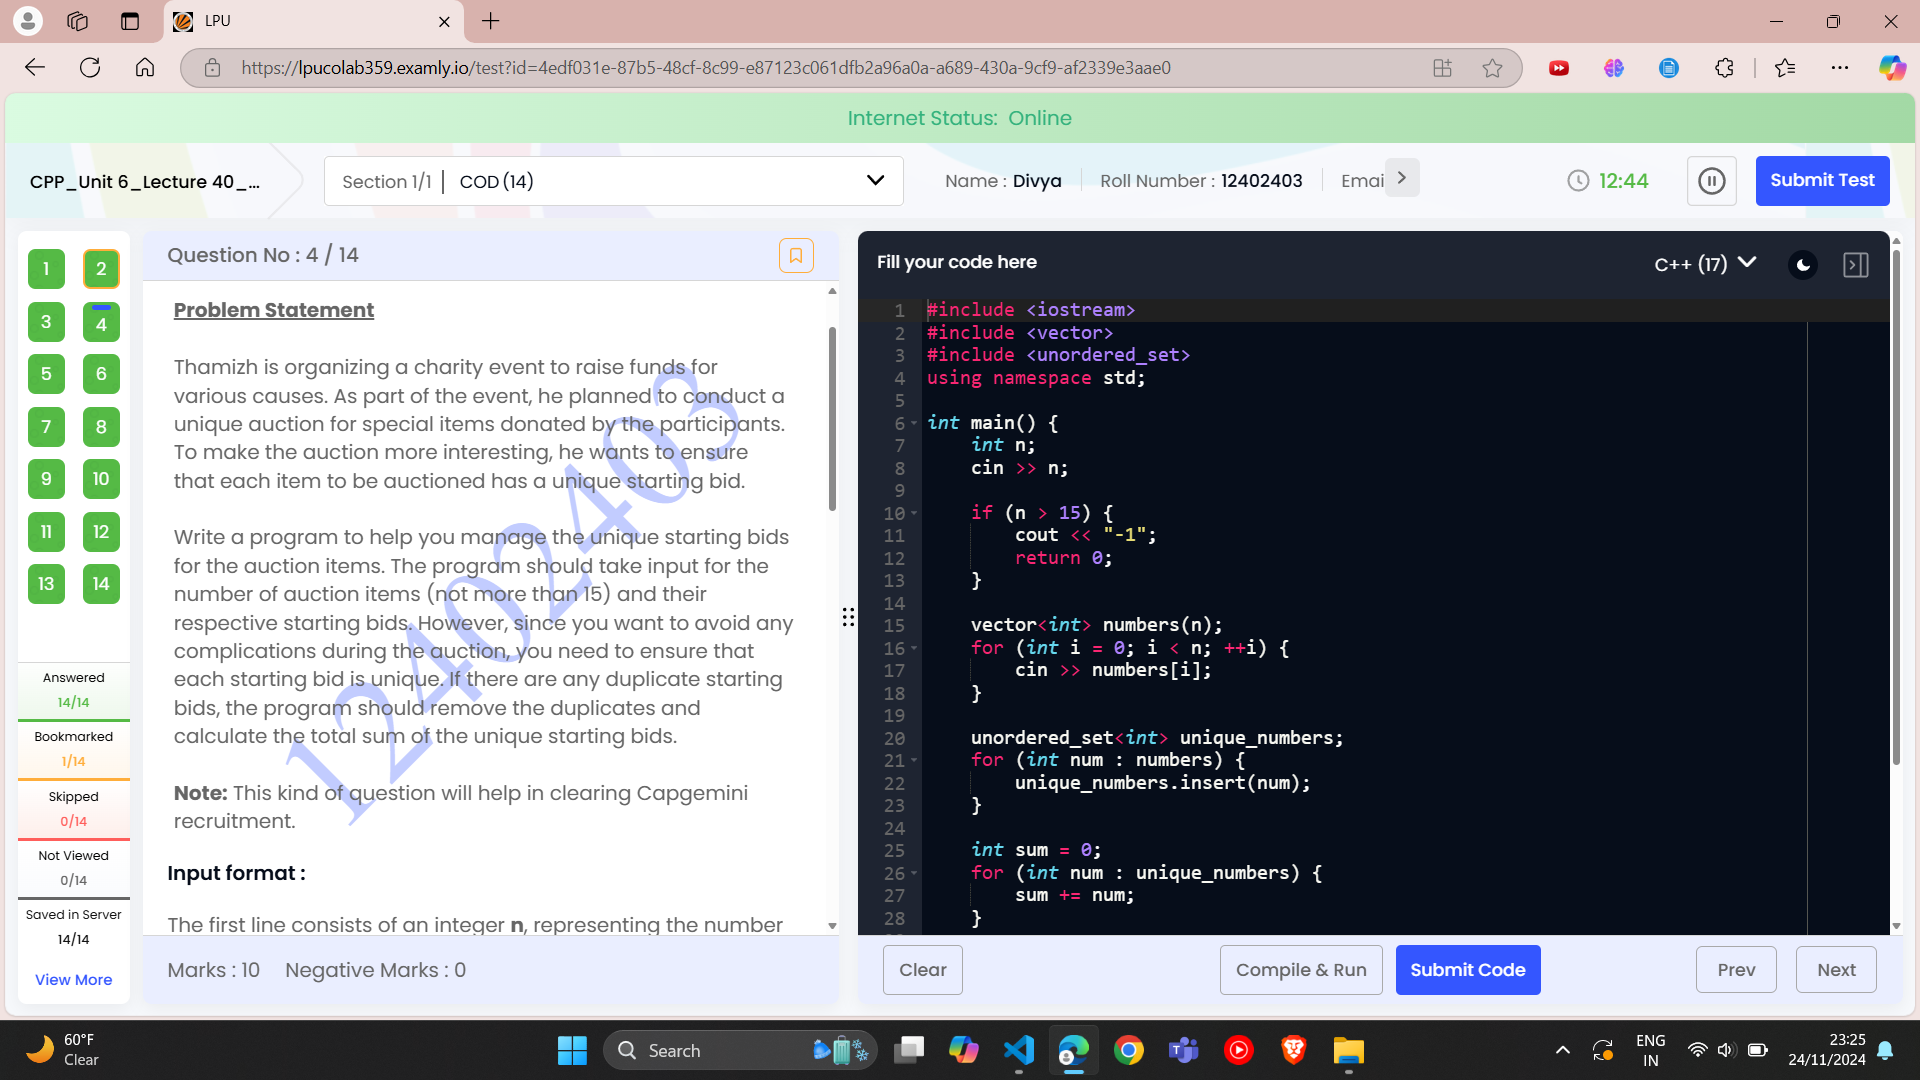 LPU
https://lpucolab359.examly.io/test?id=4edf031e-87b5-48cf-8c99-e87123c061dfb2a96a0a-a689-430a-9cf9-af2339e3aae0
Internet Status: Online
CPP_Unit 6_Lecture 40_...
Section 1/1 | COD (14)
Name : Divya
Roll Number : 12402403
Emai
12:44
Submit Test
1 2
3 4
5 6
7 8
9 10
11 12
13 14
Answered
14/14
Bookmarked
1/14
Skipped
0/14
Not Viewed
0/14
Saved in Server
14/14
View More
Question No : 4 / 14
Problem Statement
Thamizh is organizing a charity event to raise funds for
various causes. As part of the event, he planned to conduct a
unique auction for special items donated by the participants.
To make the auction more interesting, he wants to ensure
that each item to be auctioned has a unique starting bid.
Write a program to help you manage the unique starting bids
for the auction items. The program should take input for the
number of auction items (not more than 15) and their
respective starting bids. However, since you want to avoid any
complications during the auction, you need to ensure that
each starting bid is unique. If there are any duplicate starting
bids, the program should remove the duplicates and
calculate the total sum of the unique starting bids.
Note: This kind of question will help in clearing Capgemini
recruitment.
Input format :
The first line consists of an integer n, representing the number
12402403
Marks : 10 Negative Marks : 0
Fill your code here
C++ (17)
1 #include <iostream>
2 #include <vector>
3 #include <unordered_set>
4 using namespace std;
5
6 int main() {
7 int n;
8 cin >> n;
9
10 if (n > 15) {
11 cout << "-1";
12 return 0;
13 }
14
15 vector<int> numbers(n);
16 for (int i = 0; i < n; ++i) {
17 cin >> numbers[i];
18 }
19
20 unordered_set<int> unique_numbers;
21 for (int num : numbers) {
22 unique_numbers.insert(num);
23 }
24
25 int sum = 0;
26 for (int num : unique_numbers) {
27 sum += num;
28 }
Clear
Compile & Run
Submit Code
Prev
Next
60°F
Clear
Search
ENG
IN
23:25
24/11/2024